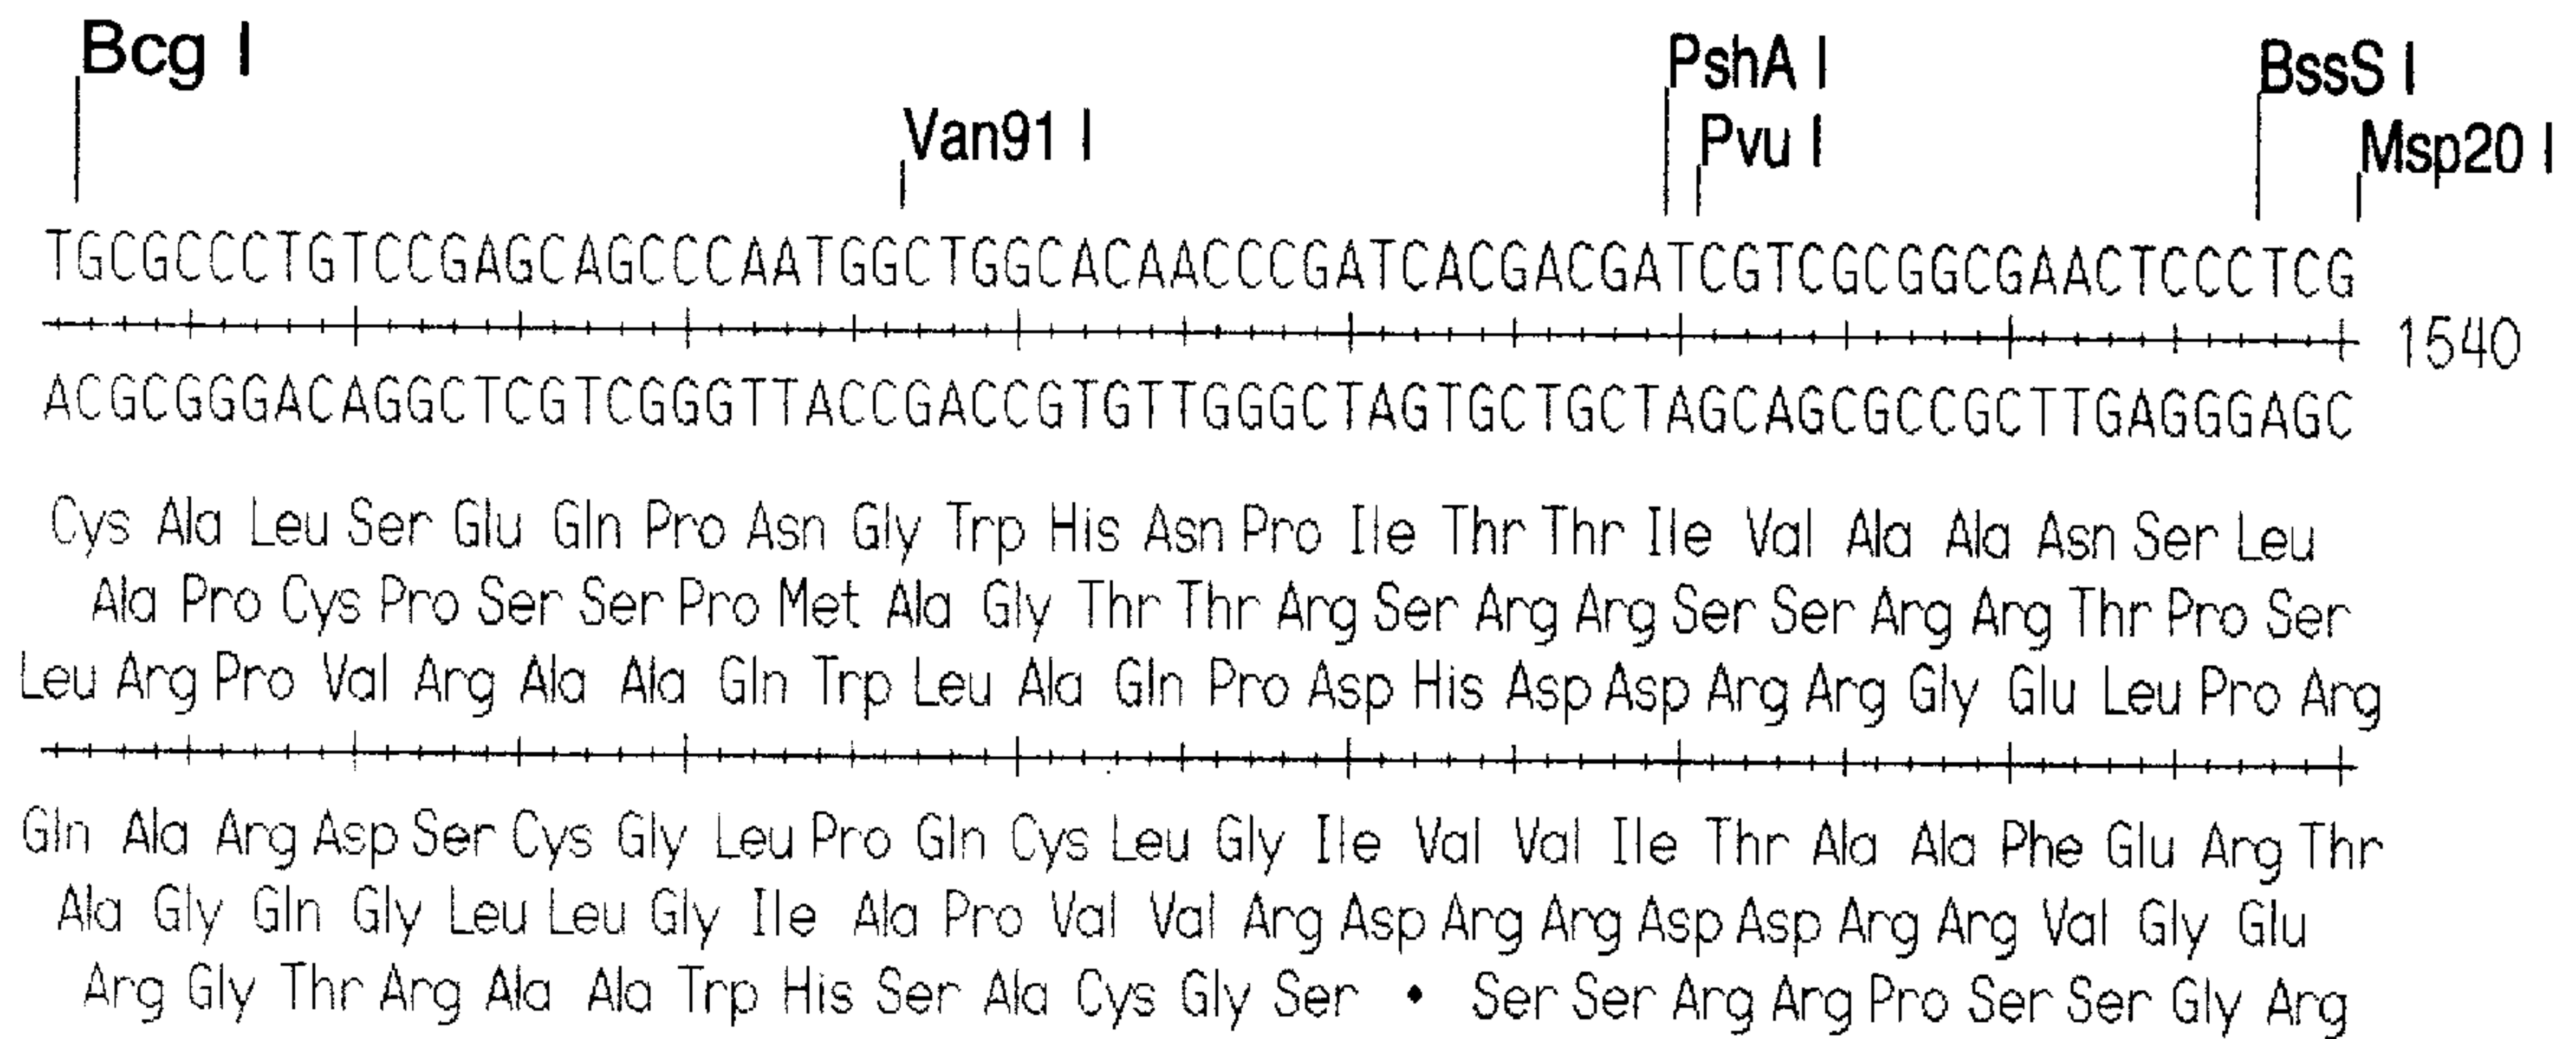 Bcg I
PshA I
BssS I
Van91 I
Pvu I
Msp20 I
TGCGCCCTGTCCGAGCAGCCCAATGGCTGGCACAACCCGATCACGACGATCGTCGCGGCGAACTCCCTCG
1540
ACGCGGGACAGGCTCGTCGGGTTACCGACCGTGTTGGGCTAGTGCTGCTAGCAGCGCCGCTTGAGGGAGC
Cys Ala Leu Ser Glu Gln Pro Asn Gly Trp His Asn Pro Ile Thr Thr Ile Val Ala Ala Asn Ser Leu
Ala Pro Cys Pro Ser Ser Pro Met Ala Gly Thr Thr Arg Ser Arg Arg Ser Ser Arg Arg Thr Pro Ser
Leu Arg Pro Val Arg Ala Ala Gln Trp Leu Ala Gln Pro Asp His Asp Asp Arg Arg Gly Glu Leu Pro Arg
Gln Ala Arg Asp Ser Cys Gly Leu Pro Gln Cys Leu Gly Ile Val Val Ile Thr Ala Ala Phe Glu Arg Thr
Ala Gly Gln Gly Leu Leu Gly Ile Ala Pro Val Val Arg Asp Arg Arg Asp Asp Arg Arg Val Gly Glu
Arg Gly Thr Arg Ala Ala Trp His Ser Ala Cys Gly Ser • Ser Ser Arg Arg Pro Ser Ser Gly Arg